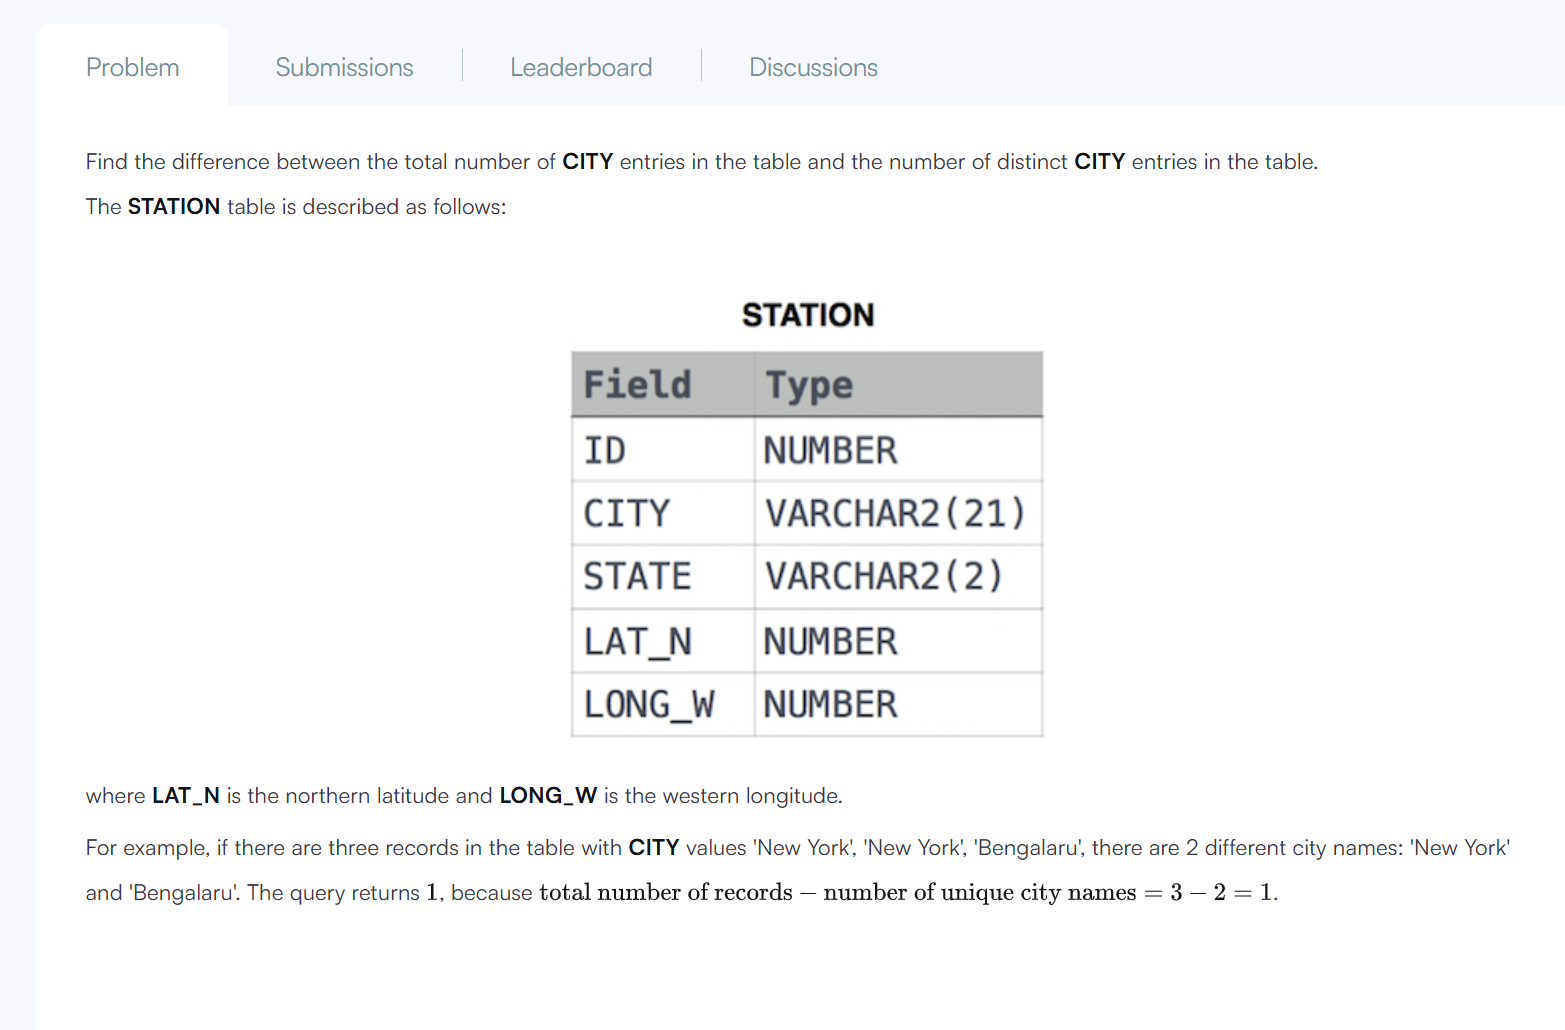 Problem Submissions Leaderboard Discussions
Find the difference between the total number of CITY entries in the table and the number of distinct CITY entries in the table.
The STATION table is described as follows:
STATION
Field Type
ID NUMBER
CITY VARCHAR2(21)
STATE VARCHAR2(2)
LAT_N NUMBER
LONG_W NUMBER
where LAT_N is the northern latitude and LONG_W is the western longitude.
For example, if there are three records in the table with CITY values 'New York', 'New York', 'Bengalaru', there are 2 different city names: 'New York'
and 'Bengalaru'. The query returns 1, because total number of records − number of unique city names = 3 − 2 = 1.